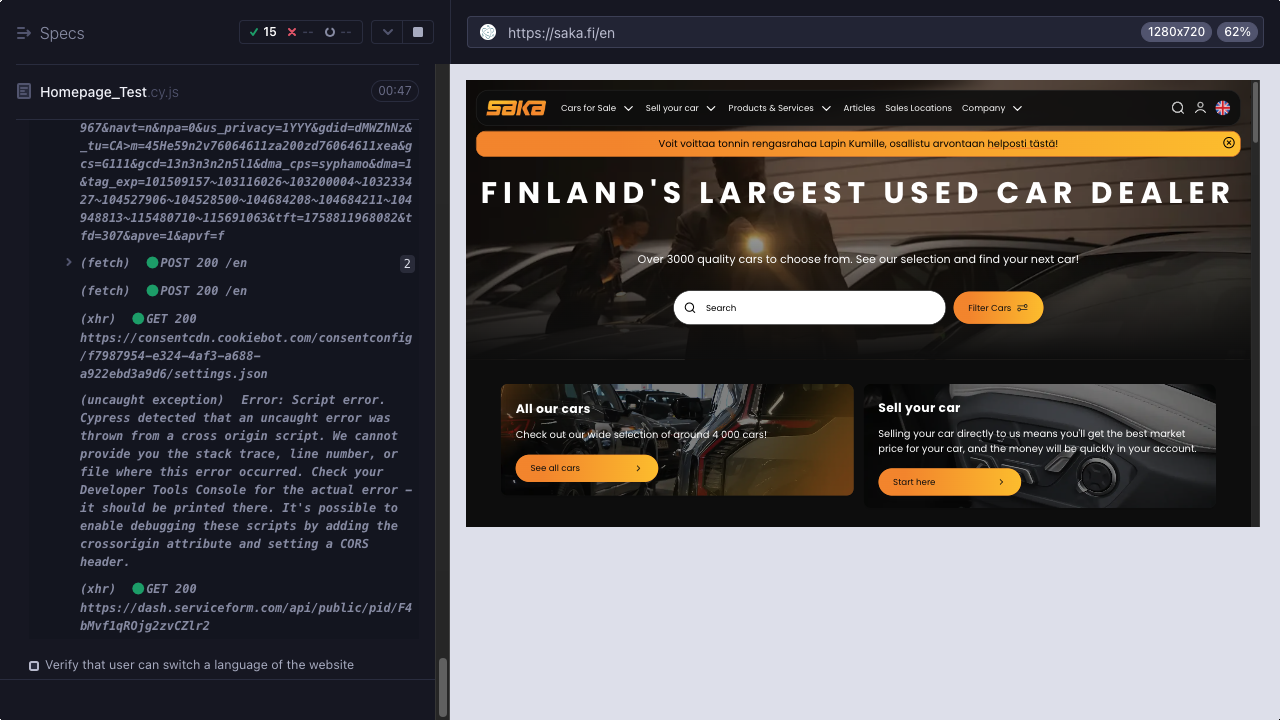 Specs
15
--
--
Homepage_Test.cy.js
00:47
967&navt=n&npa=0&us_privacy=1YYY&gdid=dMWZhNz&
_tu=CA>m=45He59n2v76064611za200zd76064611xea&g
cs=G111&gcd=13n3n3n2n5l1&dma_cps=syphamo&dma=1
&tag_exp=101509157~103116026~103200004~1032334
27~104527906~104528500~104684208~104684211~104
948813~115480710~115691063&tft=1758811968082&t
fd=307&apve=1&apvf=f
(fetch) POST 200 /en
2
(fetch) POST 200 /en
(xhr) GET 200
https://consentcdn.cookiebot.com/consentconfig
/f7987954-e324-4af3-a688-
a922ebd3a9d6/settings.json
(uncaught exception) Error: Script error.
Cypress detected that an uncaught error was
thrown from a cross origin script. We cannot
provide you the stack trace, line number, or
file where this error occurred. Check your
Developer Tools Console for the actual error -
it should be printed there. It's possible to
enable debugging these scripts by adding the
crossorigin attribute and setting a CORS
header.
(xhr) GET 200
https://dash.serviceform.com/api/public/pid/F4
bMvf1qROjg2zvCZlr2
Verify that user can switch a language of the website
https://saka.fi/en
1280x720
62%
saka
Cars for Sale
Sell your car
Products & Services
Articles
Sales Locations
Company
Voit voittaa tonnin rengasrahaa Lapin Kumille, osallistu arvontaan helposti tästä!
FINLAND'S LARGEST USED CAR DEALER
Over 3000 quality cars to choose from. See our selection and find your next car!
Search
Filter Cars
All our cars
Check out our wide selection of around 4 000 cars!
See all cars
Sell your car
Selling your car directly to us means you'll get the best market
price for your car, and the money will be quickly in your account.
Start here